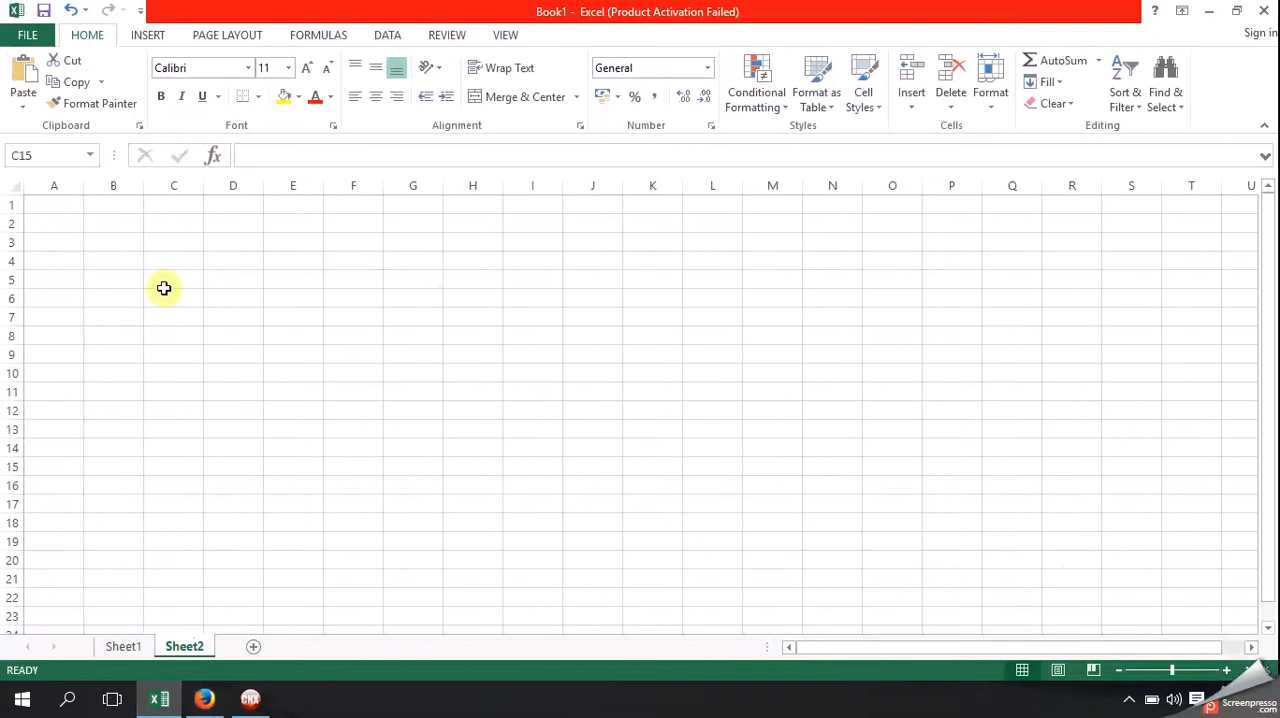 Book1 - Excel (Product Activation Failed)
?
FILE HOME INSERT PAGE LAYOUT FORMULAS DATA REVIEW VIEW Sign in
Paste
Cut
Copy
Format Painter
Clipboard
Calibri 11
B I U
Font
Wrap Text
Merge & Center
Alignment
General
%
Number
Conditional Formatting
Format as Table
Cell Styles
Styles
Insert Delete Format
Cells
AutoSum
Fill
Clear
Sort & Filter
Find & Select
Editing
C15 fx
A B C D E F G H I J K L M N O P Q R S T U
1
2
3
4
5
6
7
8
9
10
11
12
13
14
15
16
17
18
19
20
21
22
23
Sheet1 Sheet2
READY
Screenpresso
.com